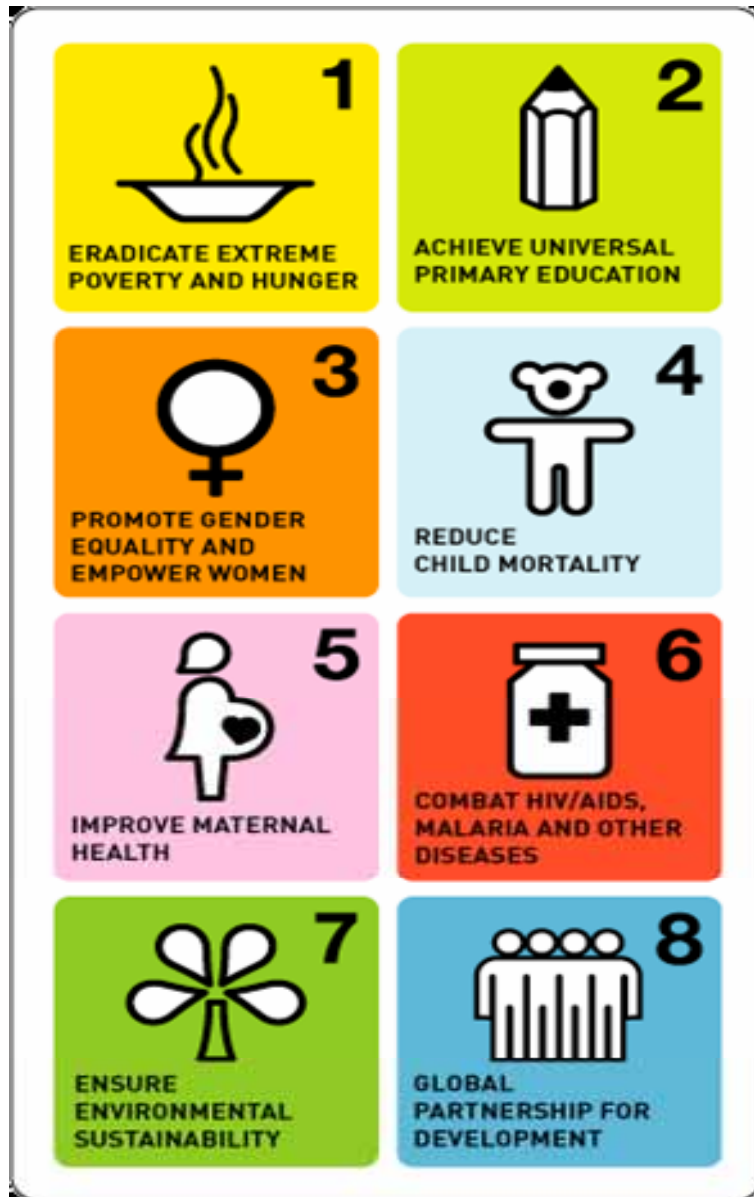 1
ERADICATE EXTREME
POVERTY AND HUNGER
2
ACHIEVE UNIVERSAL
PRIMARY EDUCATION
3
PROMOTE GENDER
EQUALITY AND
EMPOWER WOMEN
4
REDUCE
CHILD MORTALITY
5
IMPROVE MATERNAL
HEALTH
6
COMBAT HIV/AIDS,
MALARIA AND OTHER
DISEASES
7
ENSURE
ENVIRONMENTAL
SUSTAINABILITY
8
GLOBAL
PARTNERSHIP FOR
DEVELOPMENT